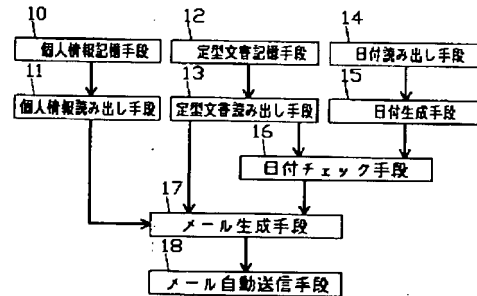 10 12 14
個人情報記憶手段 定型文書記憶手段 日付読み出し手段
11 13 15
個人情報読み出し手段 定型文書読み出し手段 日付生成手段
16
日付チェック手段
17
メール生成手段
18
メール自動送信手段